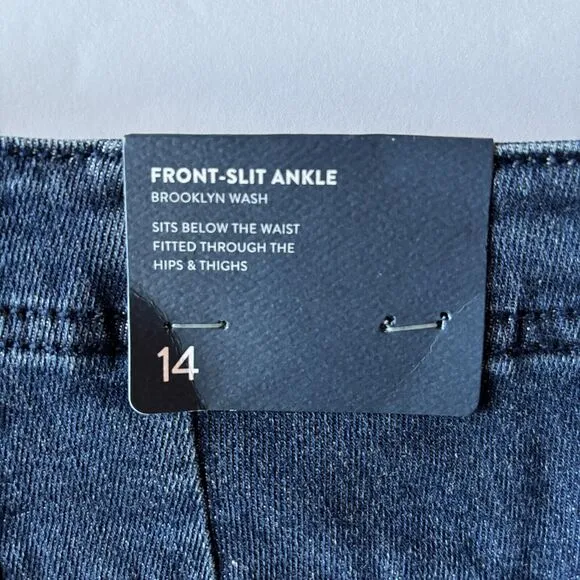 FRONT-SLIT ANKLE
BROOKLYN WASH
SITS BELOW THE WAIST
FITTED THROUGH THE
HIPS & THIGHS
14